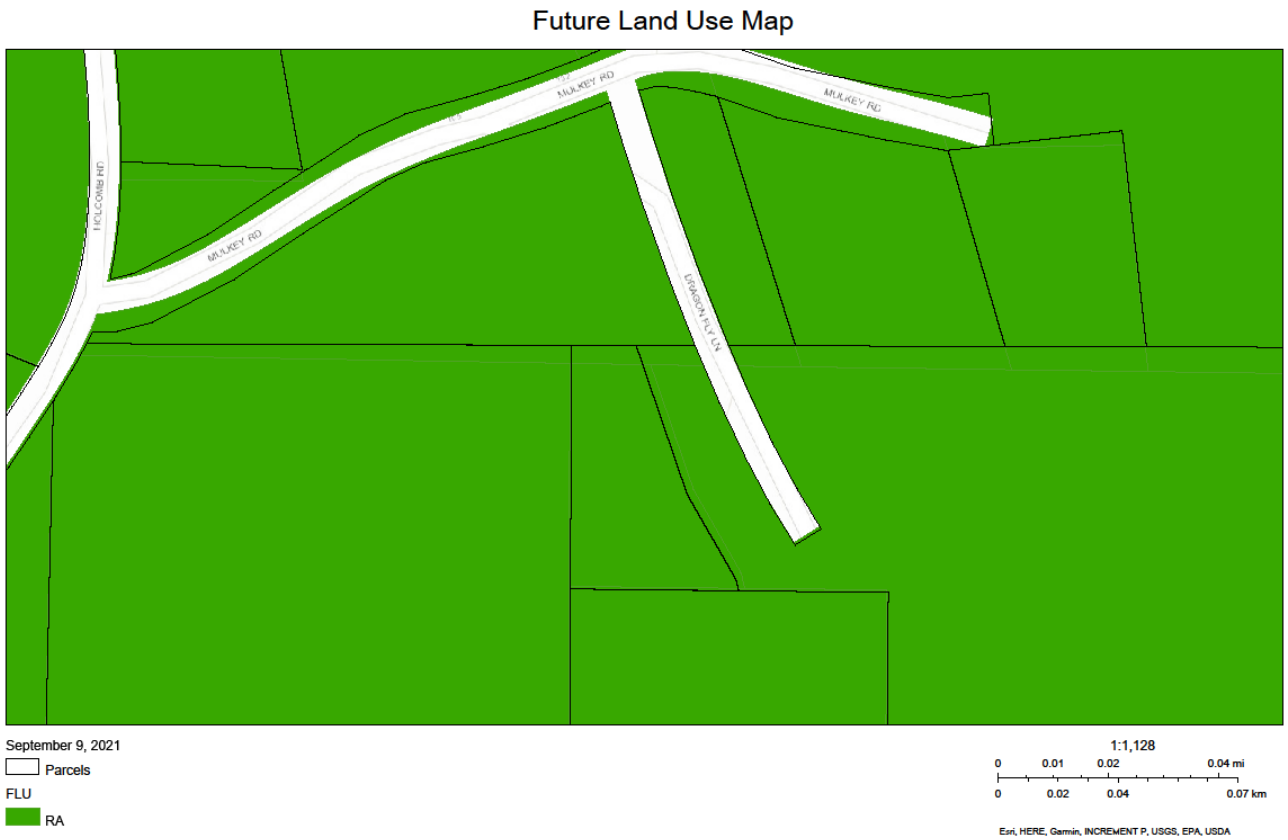 Future Land Use Map
MULKEY RD
MULKEY RD
HOLCOMB RD
MULKEY RD
DRAGON FLY LN
September 9, 2021
Parcels
FLU
RA
1:1,128
0 0.01 0.02 0.04 mi
0 0.02 0.04 0.07 km
Esri, HERE, Garmin, INCREMENT P, USGS, EPA, USDA